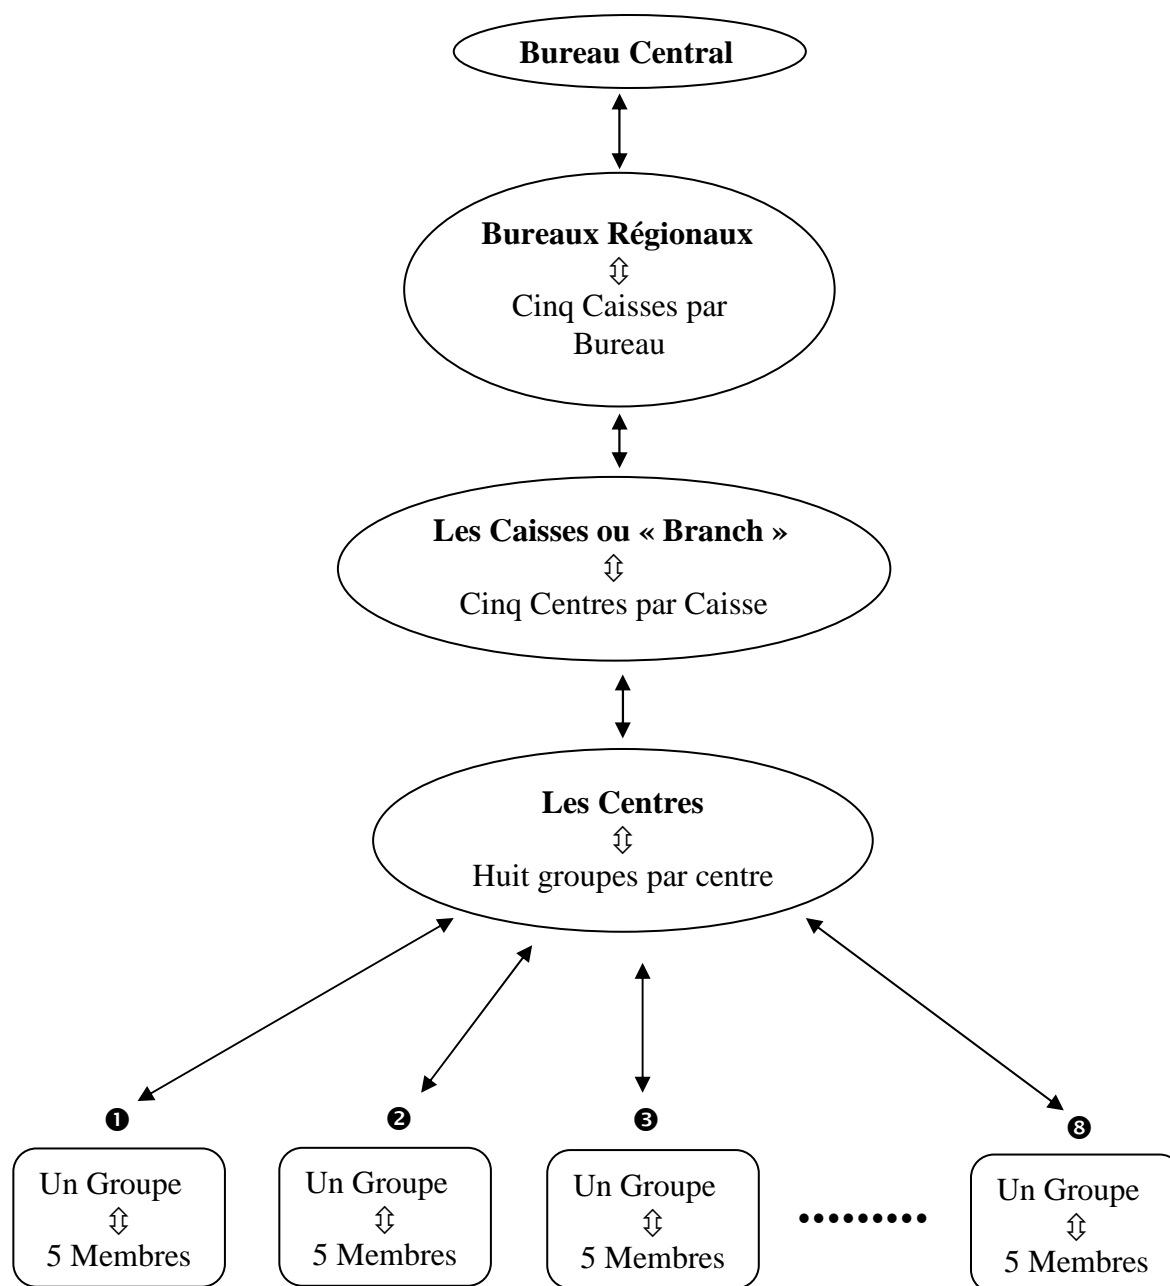 Bureau Central
Bureaux Régionaux
⇳
Cinq Caisses par
Bureau
Les Caisses ou « Branch »
⇳
Cinq Centres par Caisse
Les Centres
⇳
Huit groupes par centre
❶
❷
❸
❽
Un Groupe
⇳
5 Membres
Un Groupe
⇳
5 Membres
Un Groupe
⇳
5 Membres
•••••••••
Un Groupe
⇳
5 Membres